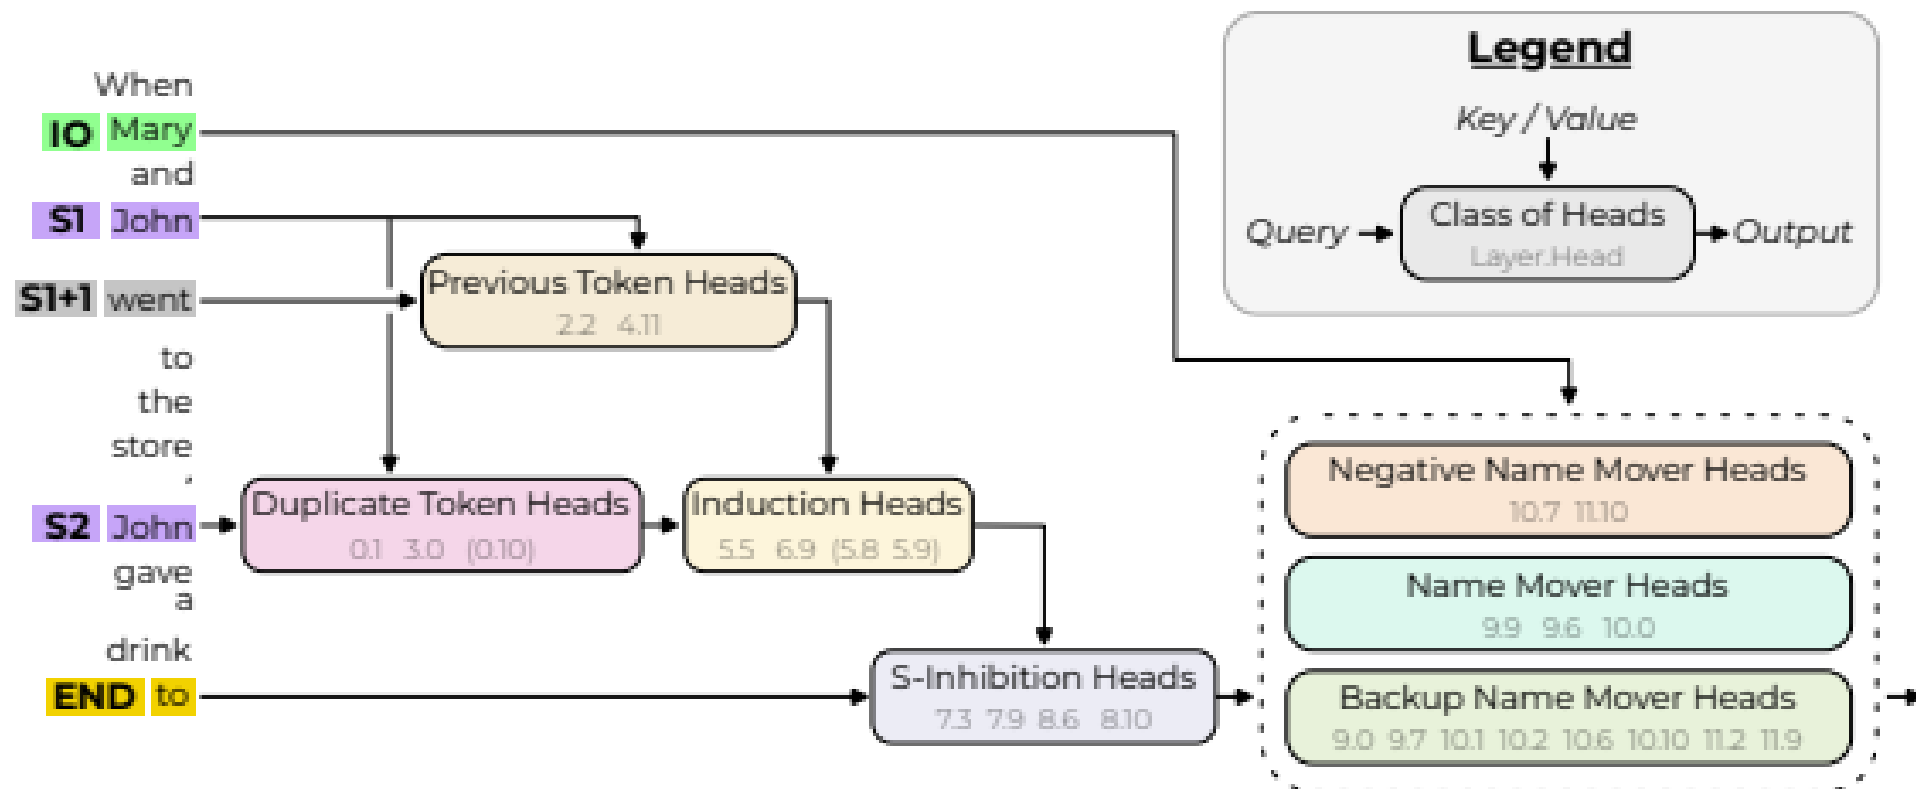 Legend
Key / Value
Query
Class of Heads
Layer.Head
Output
When
IO Mary
and
S1 John
S1+1 went
to
the
store
,
S2 John
gave
a
drink
END to
Previous Token Heads
2.2 4.11
Duplicate Token Heads
0.1 3.0 (0.10)
Induction Heads
5.5 6.9 (5.8 5.9)
S-Inhibition Heads
7.3 7.9 8.6 8.10
Negative Name Mover Heads
10.7 11.10
Name Mover Heads
9.9 9.6 10.0
Backup Name Mover Heads
9.0 9.7 10.1 10.2 10.6 10.10 11.2 11.9